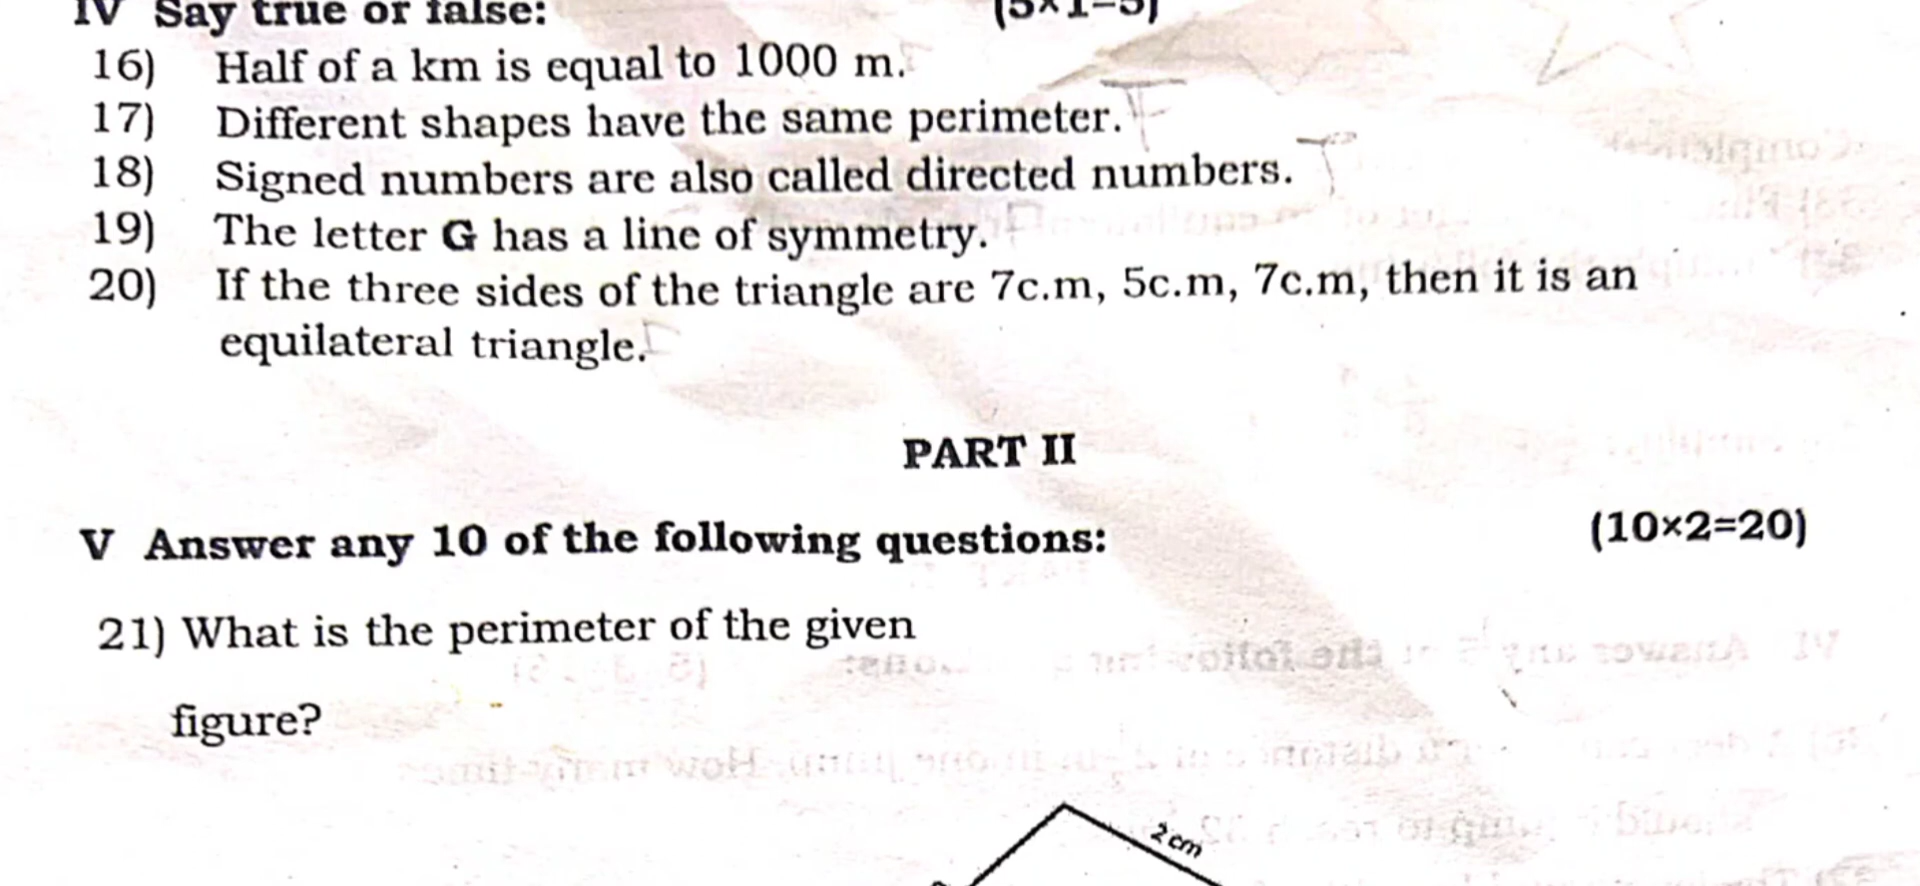 IV Say true or false: (5×1=5)
16) Half of a km is equal to 1000 m.
17) Different shapes have the same perimeter. F
18) Signed numbers are also called directed numbers. T
19) The letter G has a line of symmetry. F
20) If the three sides of the triangle are 7c.m, 5c.m, 7c.m, then it is an
equilateral triangle. F
PART II
V Answer any 10 of the following questions: (10×2=20)
21) What is the perimeter of the given
figure?
2 cm